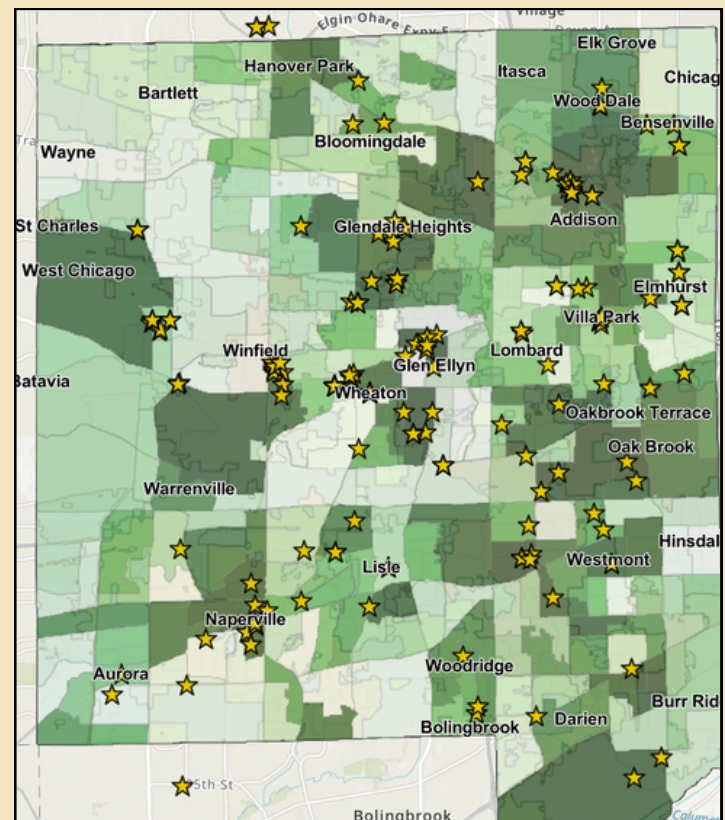 Village
Elgin Ohare Expy E
Elk Grove
Hanover Park
Itasca
Chicag
Bartlett
Wood Dale
Bensenville
Bloomingdale
Wayne
St Charles
Glendale Heights
Addison
West Chicago
Elmhurst
Villa Park
Winfield
Lombard
Glen Ellyn
Batavia
Wheaton
Oakbrook Terrace
Oak Brook
Warrenville
Hinsdal
Westmont
Lisle
Naperville
Woodridge
Aurora
Burr Rid
Darien
Bolingbrook
95th St
Bolingbrook
Calumet